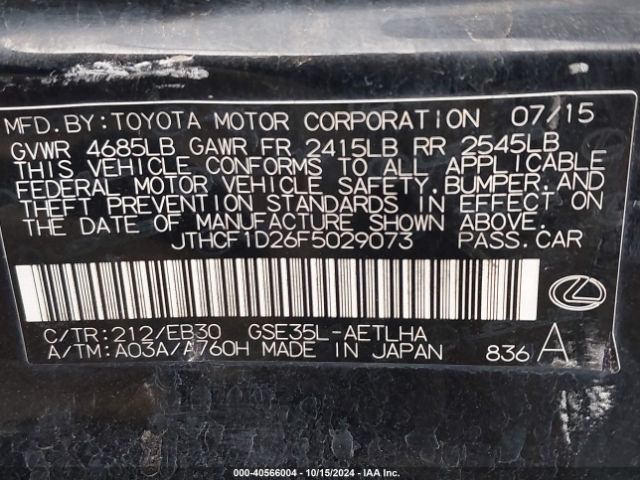 MFD.BY:TOYOTA MOTOR CORPORATION 07/15
GVWR 4685LB GAWR FR 2415LB RR 2545LB
THIS VEHICLE CONFORMS TO ALL APPLICABLE
FEDERAL MOTOR VEHICLE SAFETY,BUMPER,AND
THEFT PREVENTION STANDARDS IN EFFECT ON
THE DATE OF MANUFACTURE SHOWN ABOVE.
JTHCF1D26F5029073 PASS.CAR
C/TR:212/EB30 GSE35L-AETLHA
A/TM:A03A/A760H MADE IN JAPAN 836 A
000-40566004 | 10/15/2024 | IAA Inc.